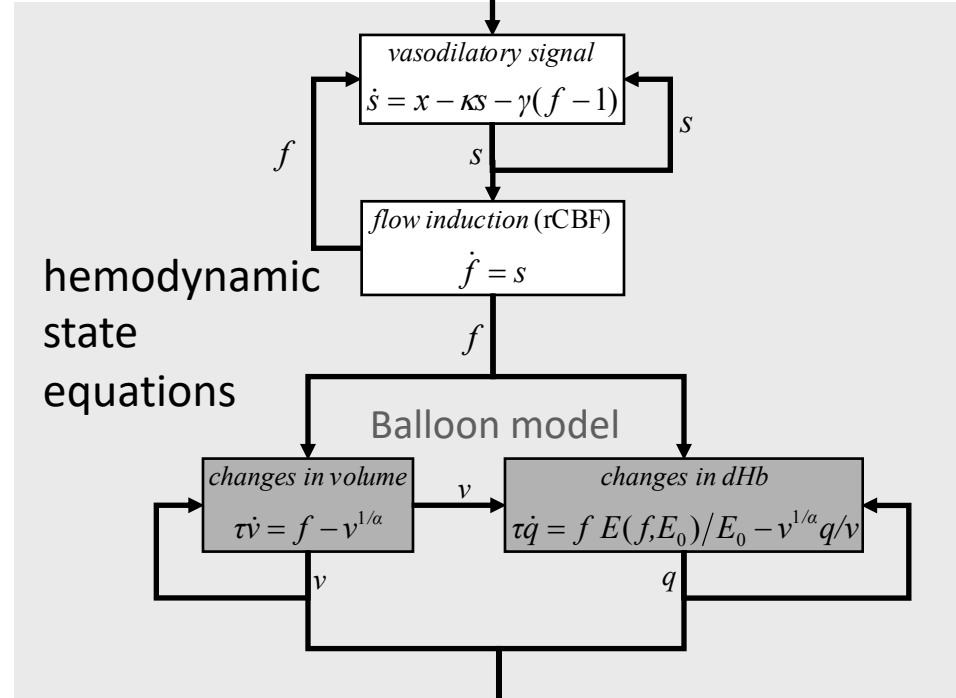 vasodilatory signal
ṡ = x − κs − γ(f − 1)
f
s
s
flow induction (rCBF)
ḟ = s
hemodynamic
state
equations
f
Balloon model
changes in volume
τv̇ = f − v^{1/α}
v
changes in dHb
τq̇ = f E(f,E₀)/E₀ − v^{1/α} q/v
v
q